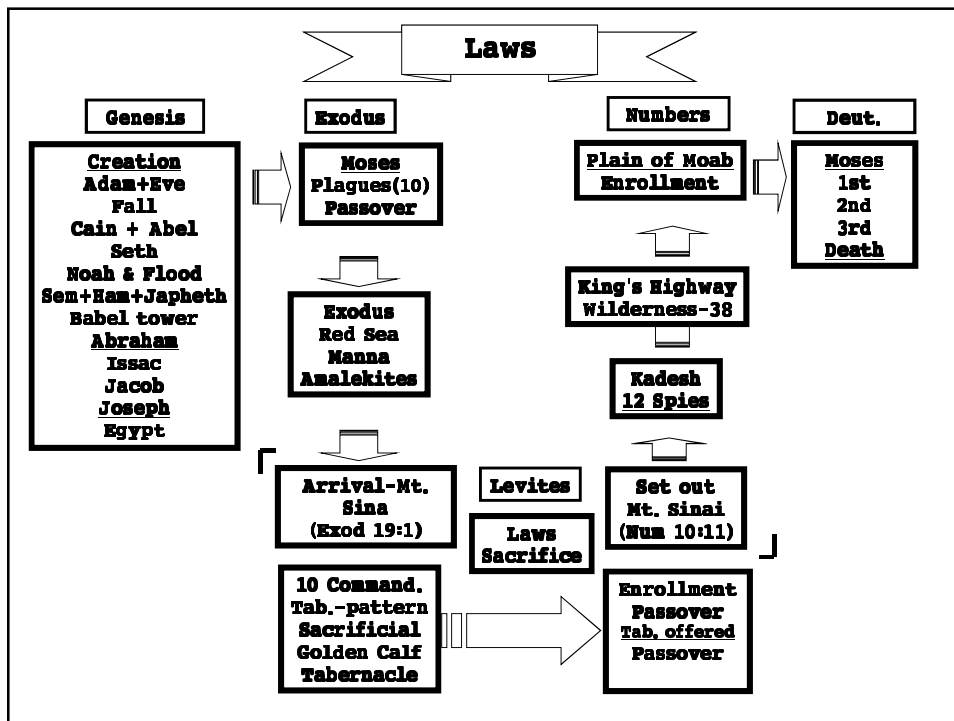 Laws
Genesis
Creation
Adam+Eve
Fall
Cain + Abel
Seth
Noah & Flood
Sem+Ham+Japheth
Babel tower
Abraham
Issac
Jacob
Joseph
Egypt
Exodus
Moses
Plagues(10)
Passover
Exodus
Red Sea
Manna
Amalekites
Arrival-Mt.
Sina
(Exod 19:1)
10 Command.
Tab.-pattern
Sacrificial
Golden Calf
Tabernacle
Levites
Laws
Sacrifice
Enrollment
Passover
Tab. offered
Passover
Set out
Mt. Sinai
(Num 10:11)
Kadesh
12 Spies
King's Highway
Wilderness-38
Numbers
Plain of Moab
Enrollment
Deut.
Moses
1st
2nd
3rd
Death